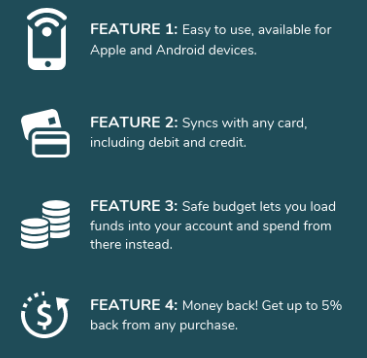 FEATURE 1: Easy to use, available for
Apple and Android devices.
FEATURE 2: Syncs with any card,
including debit and credit.
FEATURE 3: Safe budget lets you load
funds into your account and spend from
there instead.
$
FEATURE 4: Money back! Get up to 5%
back from any purchase.